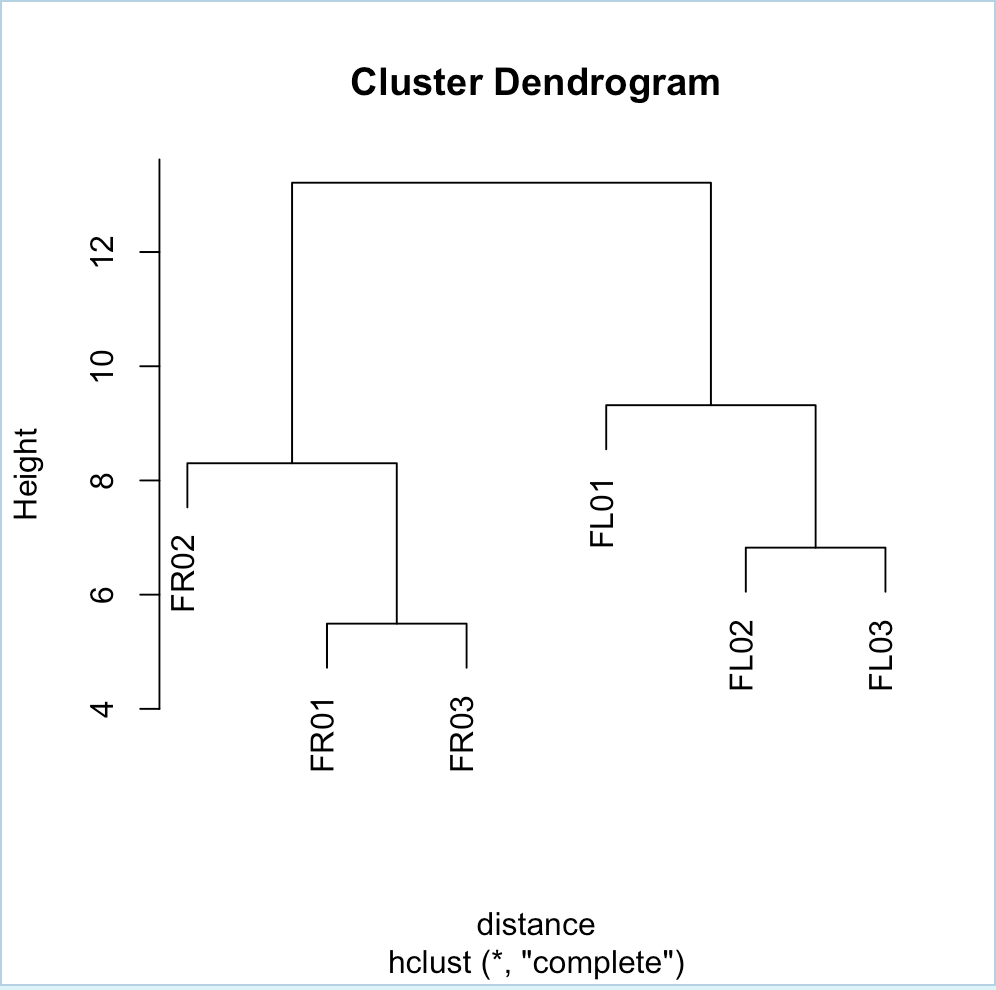 Cluster Dendrogram
Height
12
10
8
6
4
FR02
FR01
FR03
FL01
FL02
FL03
distance
hclust (*, "complete")